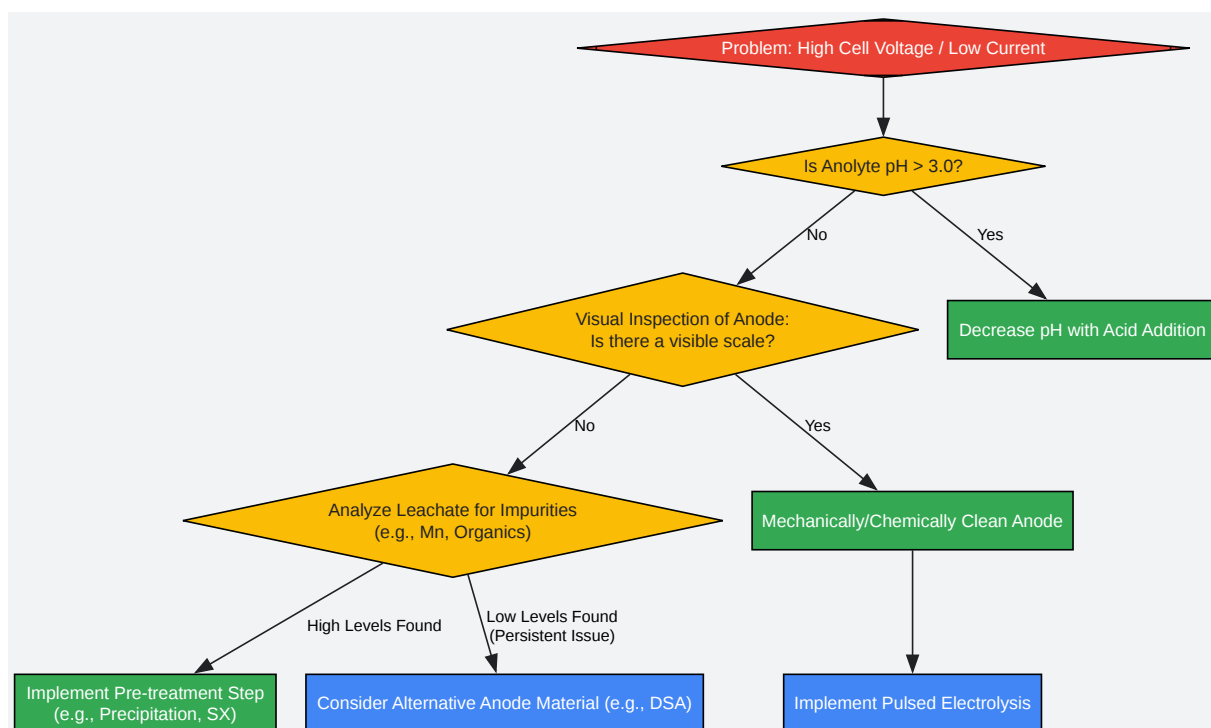 Problem: High Cell Voltage / Low Current
Is Anolyte pH > 3.0?
No
Yes
Visual Inspection of Anode:
Is there a visible scale?
Decrease pH with Acid Addition
No
Yes
Analyze Leachate for Impurities
(e.g., Mn, Organics)
Mechanically/Chemically Clean Anode
High Levels Found
Low Levels Found
(Persistent Issue)
Implement Pre-treatment Step
(e.g., Precipitation, SX)
Consider Alternative Anode Material (e.g., DSA)
Implement Pulsed Electrolysis